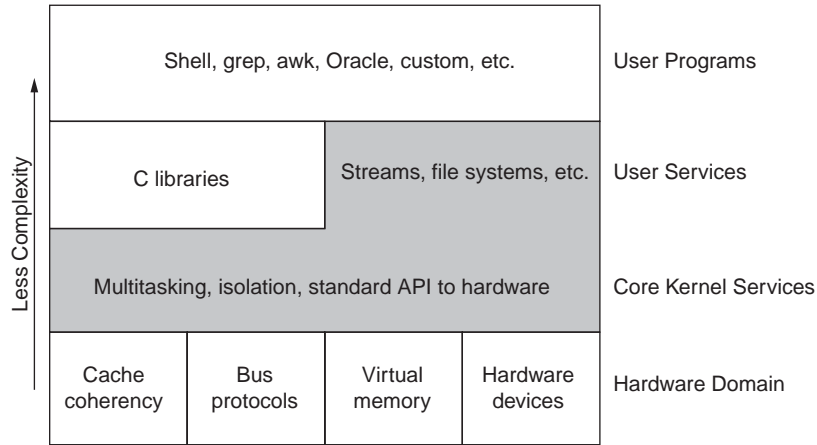 Shell, grep, awk, Oracle, custom, etc.
User Programs
C libraries
Streams, file systems, etc.
User Services
Less Complexity
Multitasking, isolation, standard API to hardware
Core Kernel Services
Cache
coherency
Bus
protocols
Virtual
memory
Hardware
devices
Hardware Domain